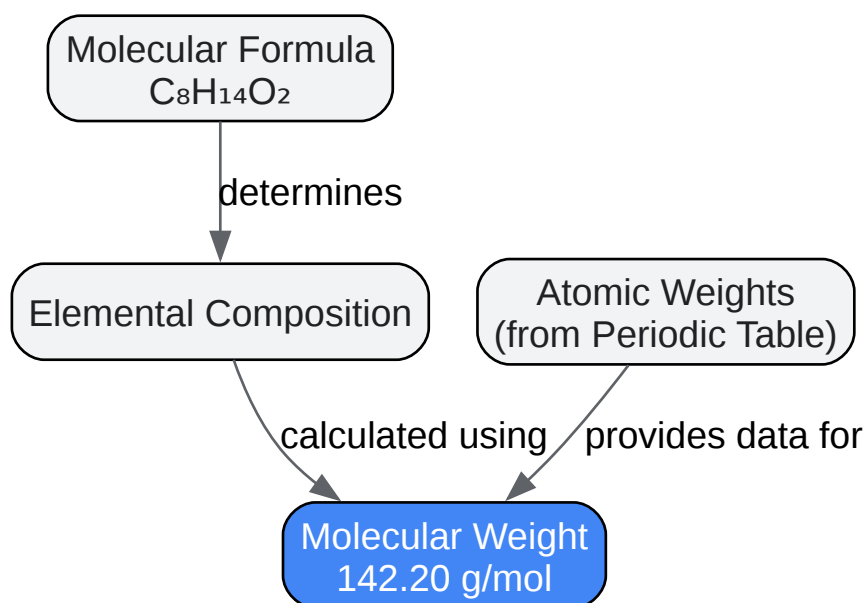 Molecular Formula
C₈H₁₄O₂
determines
Elemental Composition
Atomic Weights
(from Periodic Table)
calculated using
provides data for
Molecular Weight
142.20 g/mol